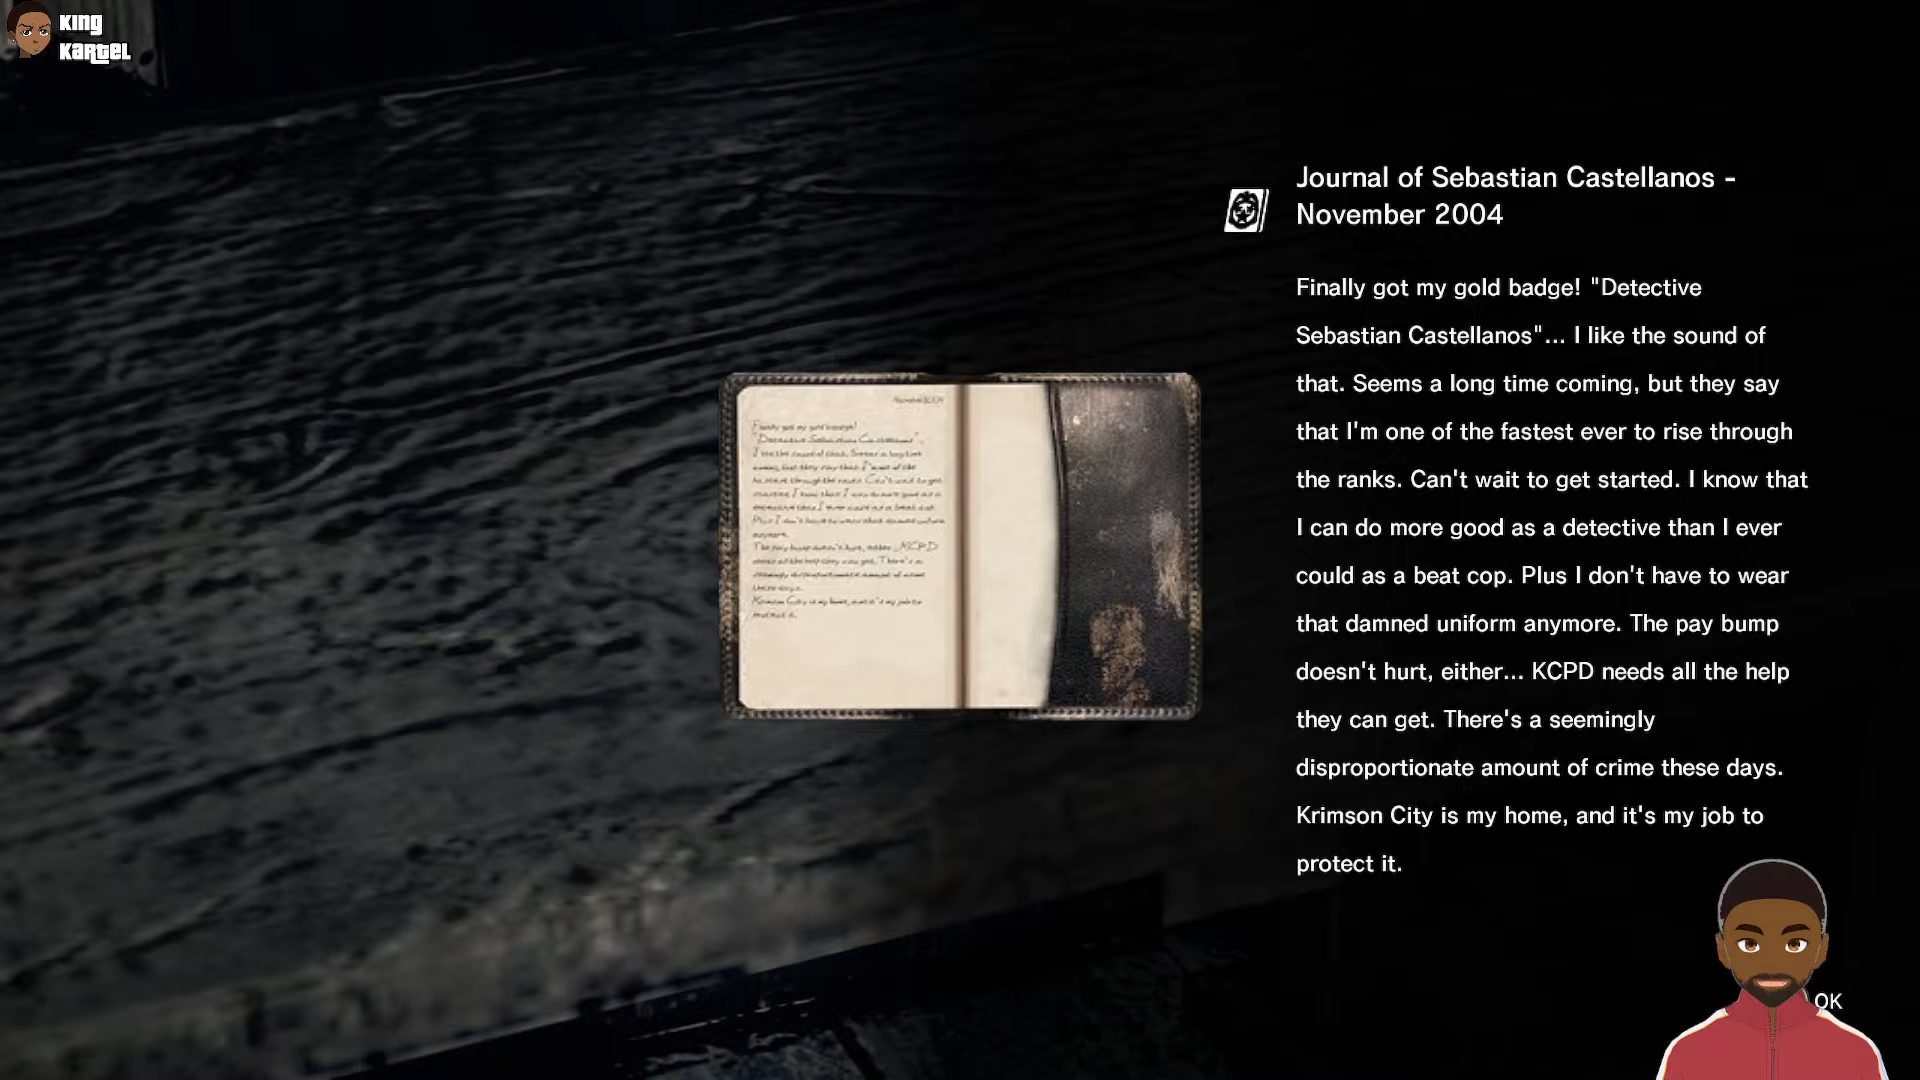 King
Kartel
Journal of Sebastian Castellanos -
November 2004
Finally got my gold badge! "Detective
Sebastian Castellanos"... I like the sound of
that. Seems a long time coming, but they say
that I'm one of the fastest ever to rise through
the ranks. Can't wait to get started. I know that
I can do more good as a detective than I ever
could as a beat cop. Plus I don't have to wear
that damned uniform anymore. The pay bump
doesn't hurt, either... KCPD needs all the help
they can get. There's a seemingly
disproportionate amount of crime these days.
Krimson City is my home, and it's my job to
protect it.
OK